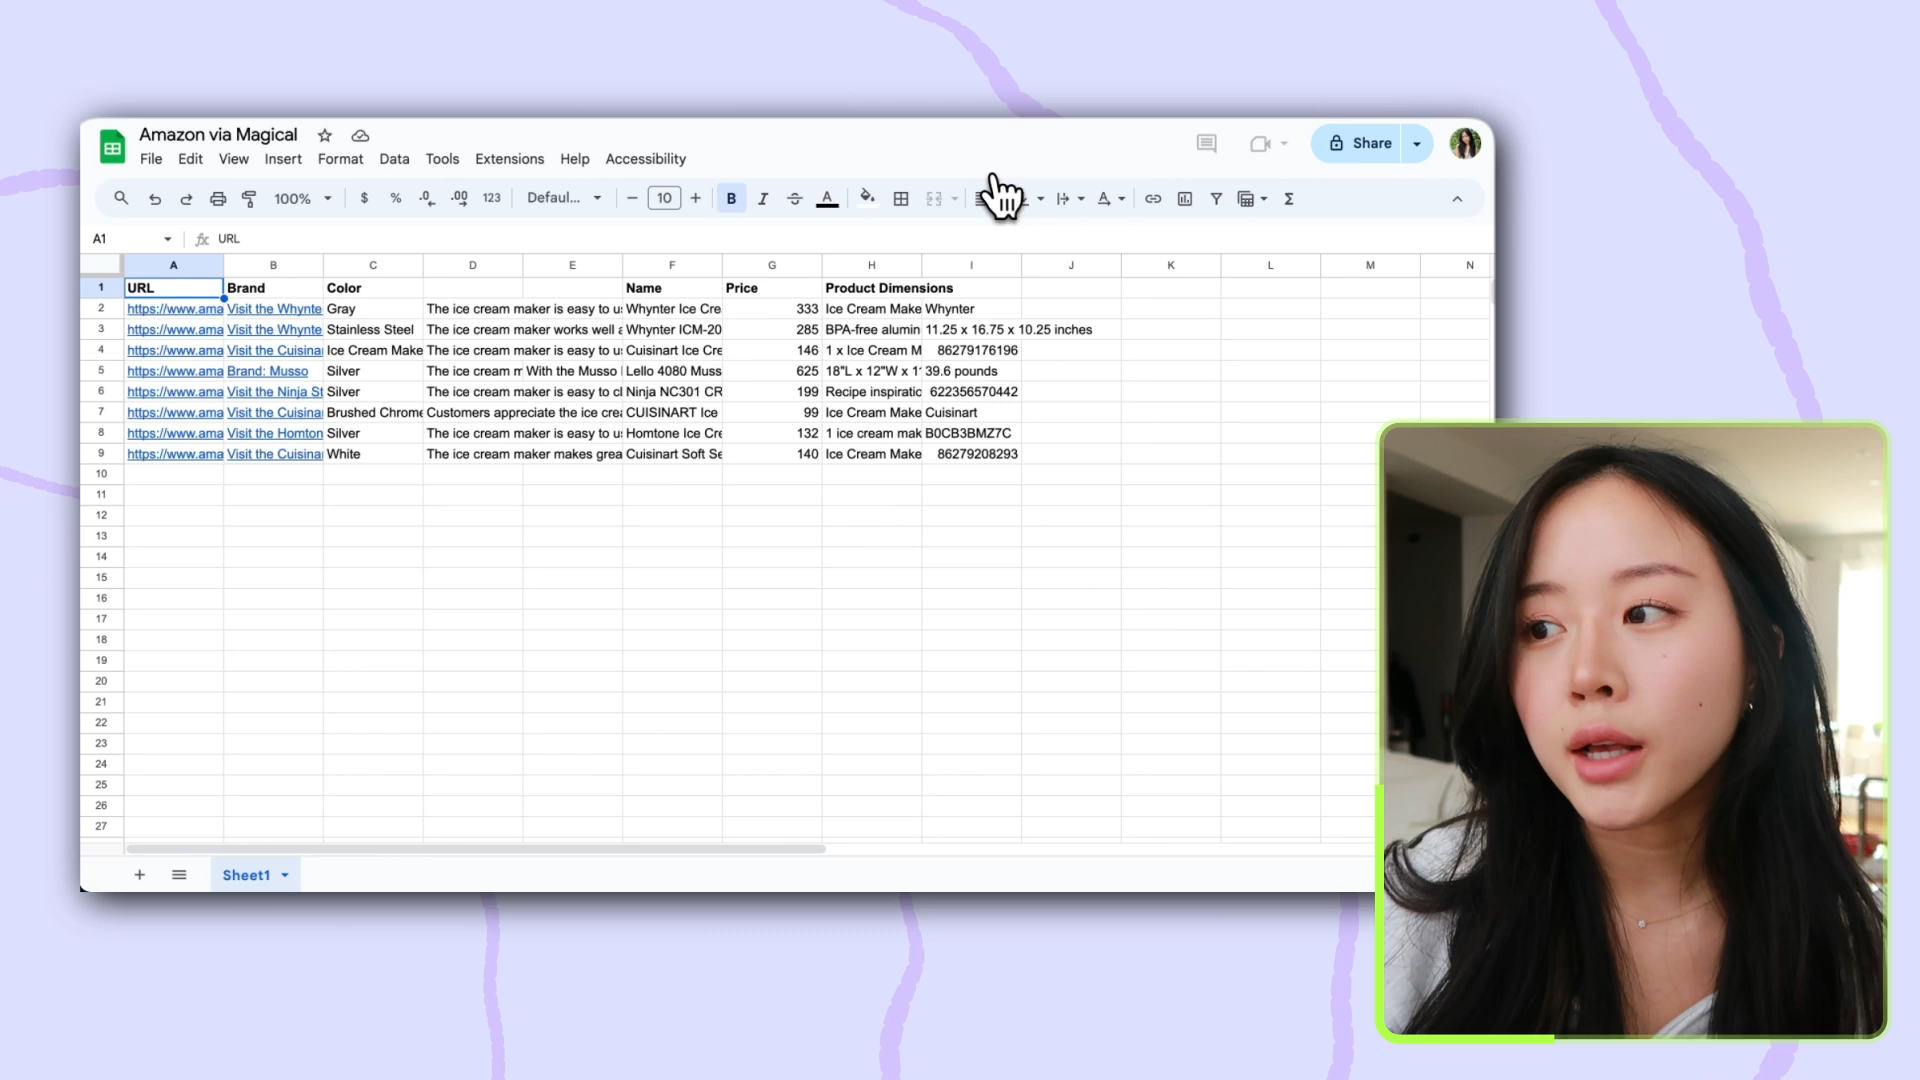 Amazon via Magical
File Edit View Insert Format Data Tools Extensions Help Accessibility
Share
100% $ % .0 .00 123 Defaul... 10 B I S A
A1 fx URL
A B C D E F G H I J K L M N
1 URL Brand Color Name Price Product Dimensions
2 https://www.ama Visit the Whynte Gray The ice cream maker is easy to u Whynter Ice Cre 333 Ice Cream Make Whynter
3 https://www.ama Visit the Whynte Stainless Steel The ice cream maker works well a Whynter ICM-20 285 BPA-free alumin 11.25 x 16.75 x 10.25 inches
4 https://www.ama Visit the Cuisina Ice Cream Make The ice cream maker is easy to u Cuisinart Ice Cre 146 1 x Ice Cream M 86279176196
5 https://www.ama Brand: Musso Silver The ice cream m With the Musso Lello 4080 Muss 625 18"L x 12"W x 1 39.6 pounds
6 https://www.ama Visit the Ninja St Silver The ice cream maker is easy to cl Ninja NC301 CR 199 Recipe inspiratic 622356570442
7 https://www.ama Visit the Cuisina Brushed Chrome Customers appreciate the ice crea CUISINART Ice 99 Ice Cream Make Cuisinart
8 https://www.ama Visit the Homton Silver The ice cream maker is easy to u Homtone Ice Cre 132 1 ice cream mak B0CB3BMZ7C
9 https://www.ama Visit the Cuisina White The ice cream maker makes grea Cuisinart Soft Se 140 Ice Cream Make 86279208293
10
11
12
13
14
15
16
17
18
19
20
21
22
23
24
25
26
27
Sheet1